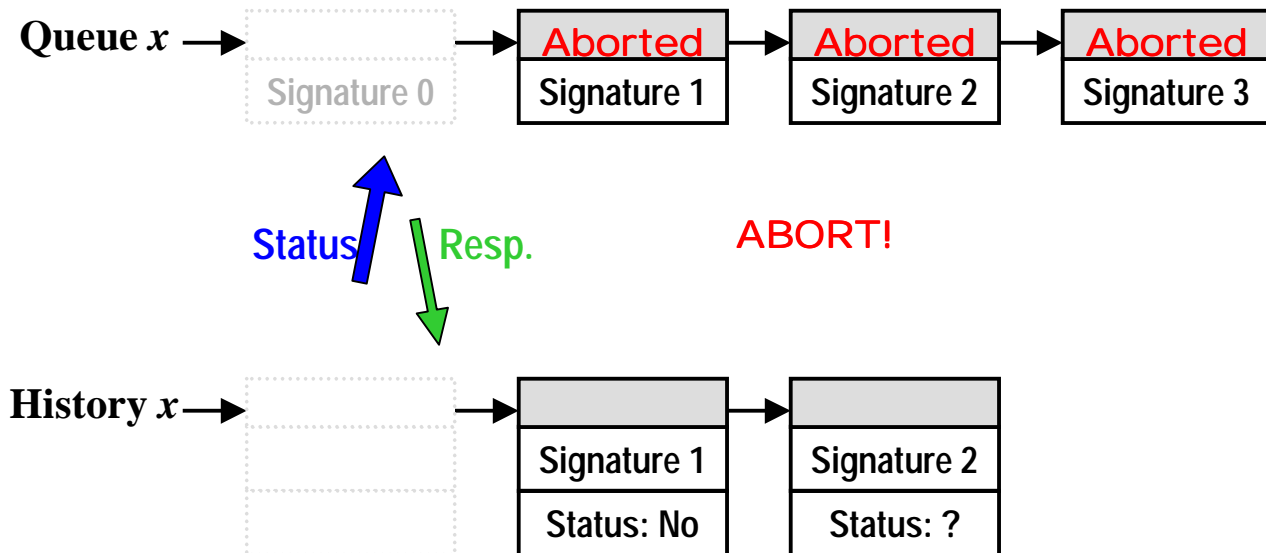 Queue x
Aborted
Aborted
Aborted
Signature 0
Signature 1
Signature 2
Signature 3
Status
Resp.
ABORT!
History x
Signature 1
Signature 2
Status: No
Status: ?